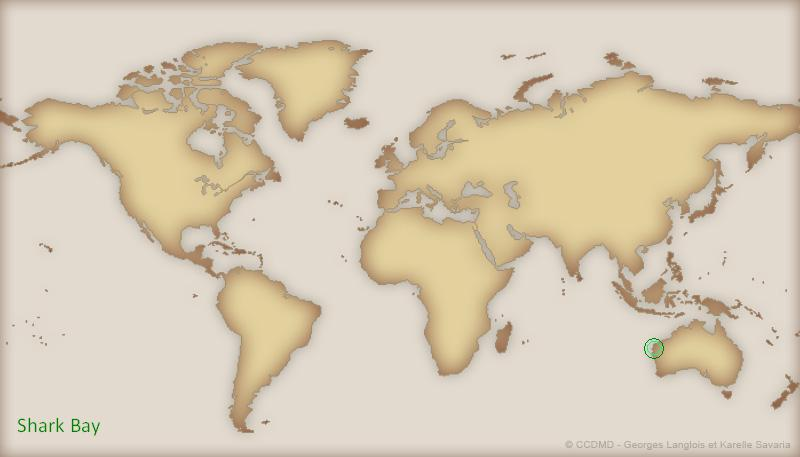 Shark Bay
© CCDMD - Georges Langlois et Karelle Savaria